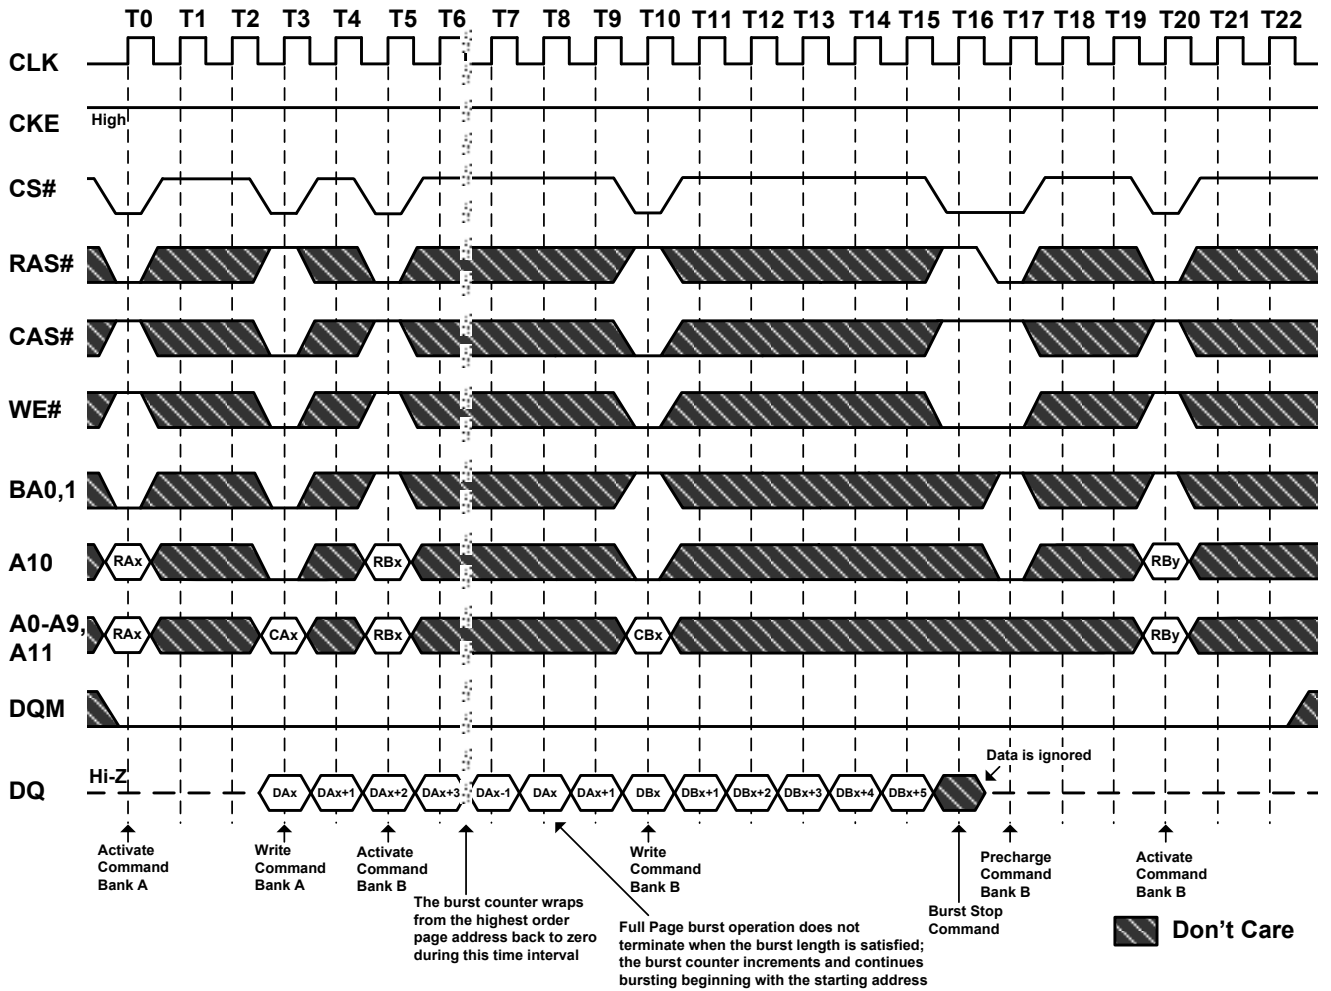 T0 T1 T2 T3 T4 T5 T6 T7 T8 T9 T10 T11 T12 T13 T14 T15 T16 T17 T18 T19 T20 T21 T22
CLK
CKE High
CS#
RAS#
CAS#
WE#
BA0,1
A10 RAx RBx RBy
A0-A9,
A11 RAx CAx RBx CBx RBy
DQM
Data is ignored
DQ Hi-Z DAx DAx+1 DAx+2 DAx+3 DAx-1 DAx DAx+1 DBx DBx+1 DBx+2 DBx+3 DBx+4 DBx+5
Activate
Command
Bank A
Write
Command
Bank A
Activate
Command
Bank B
The burst counter wraps
from the highest order
page address back to zero
during this time interval
Write
Command
Bank B
Full Page burst operation does not
terminate when the burst length is satisfied;
the burst counter increments and continues
bursting beginning with the starting address
Burst Stop
Command
Precharge
Command
Bank B
Activate
Command
Bank B
Don't Care